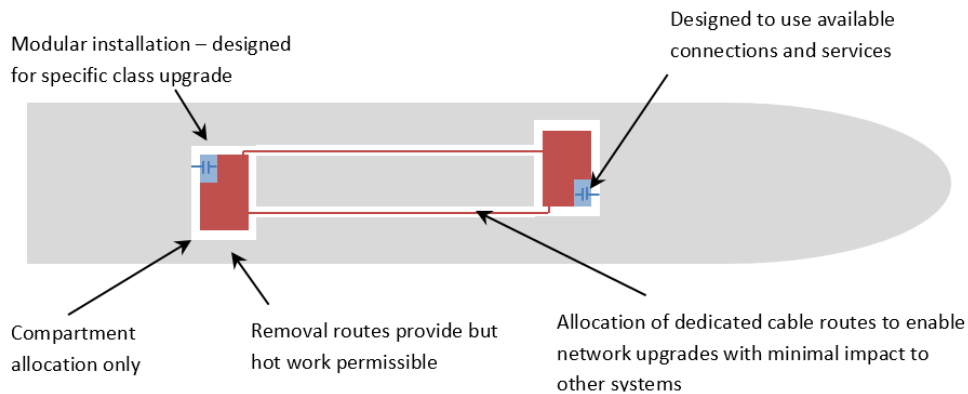 Designed to use available
connections and services
Modular installation – designed
for specific class upgrade
Compartment
allocation only
Removal routes provide but
hot work permissible
Allocation of dedicated cable routes to enable
network upgrades with minimal impact to
other systems